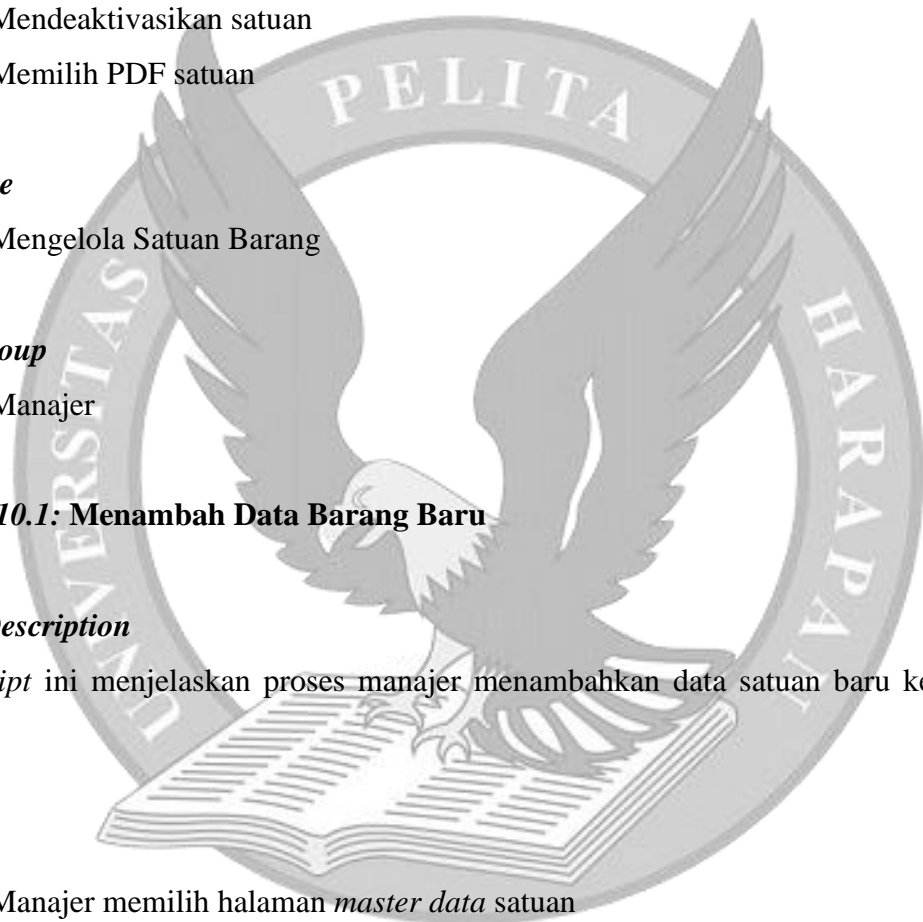 Mendeaktivasikan satuan
Memilih PDF satuan
PELITA
e
Mengelola Satuan Barang
UNIVERSITAS
HARAPAN
oup
Manajer
10.1: Menambah Data Barang Baru
escription
ipt ini menjelaskan proses manajer menambahkan data satuan baru ke
Manajer memilih halaman master data satuan